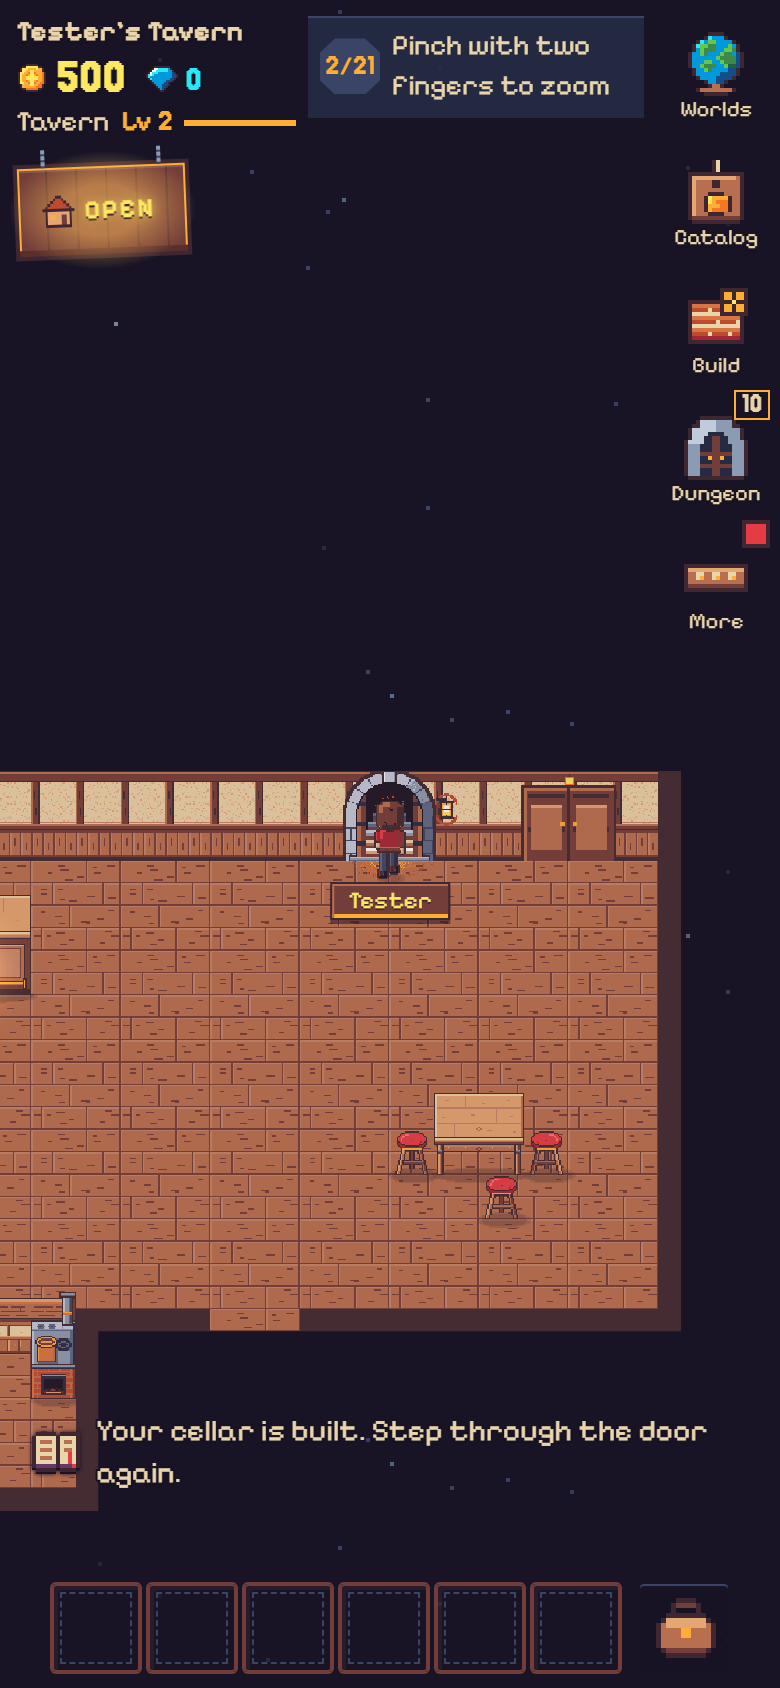 Tester's Tavern
500
0
Tavern Lv 2
OPEN
2/21
Pinch with two
fingers to zoom
Worlds
Catalog
Build
10
Dungeon
More
Tester
Your cellar is built. Step through the door
again.